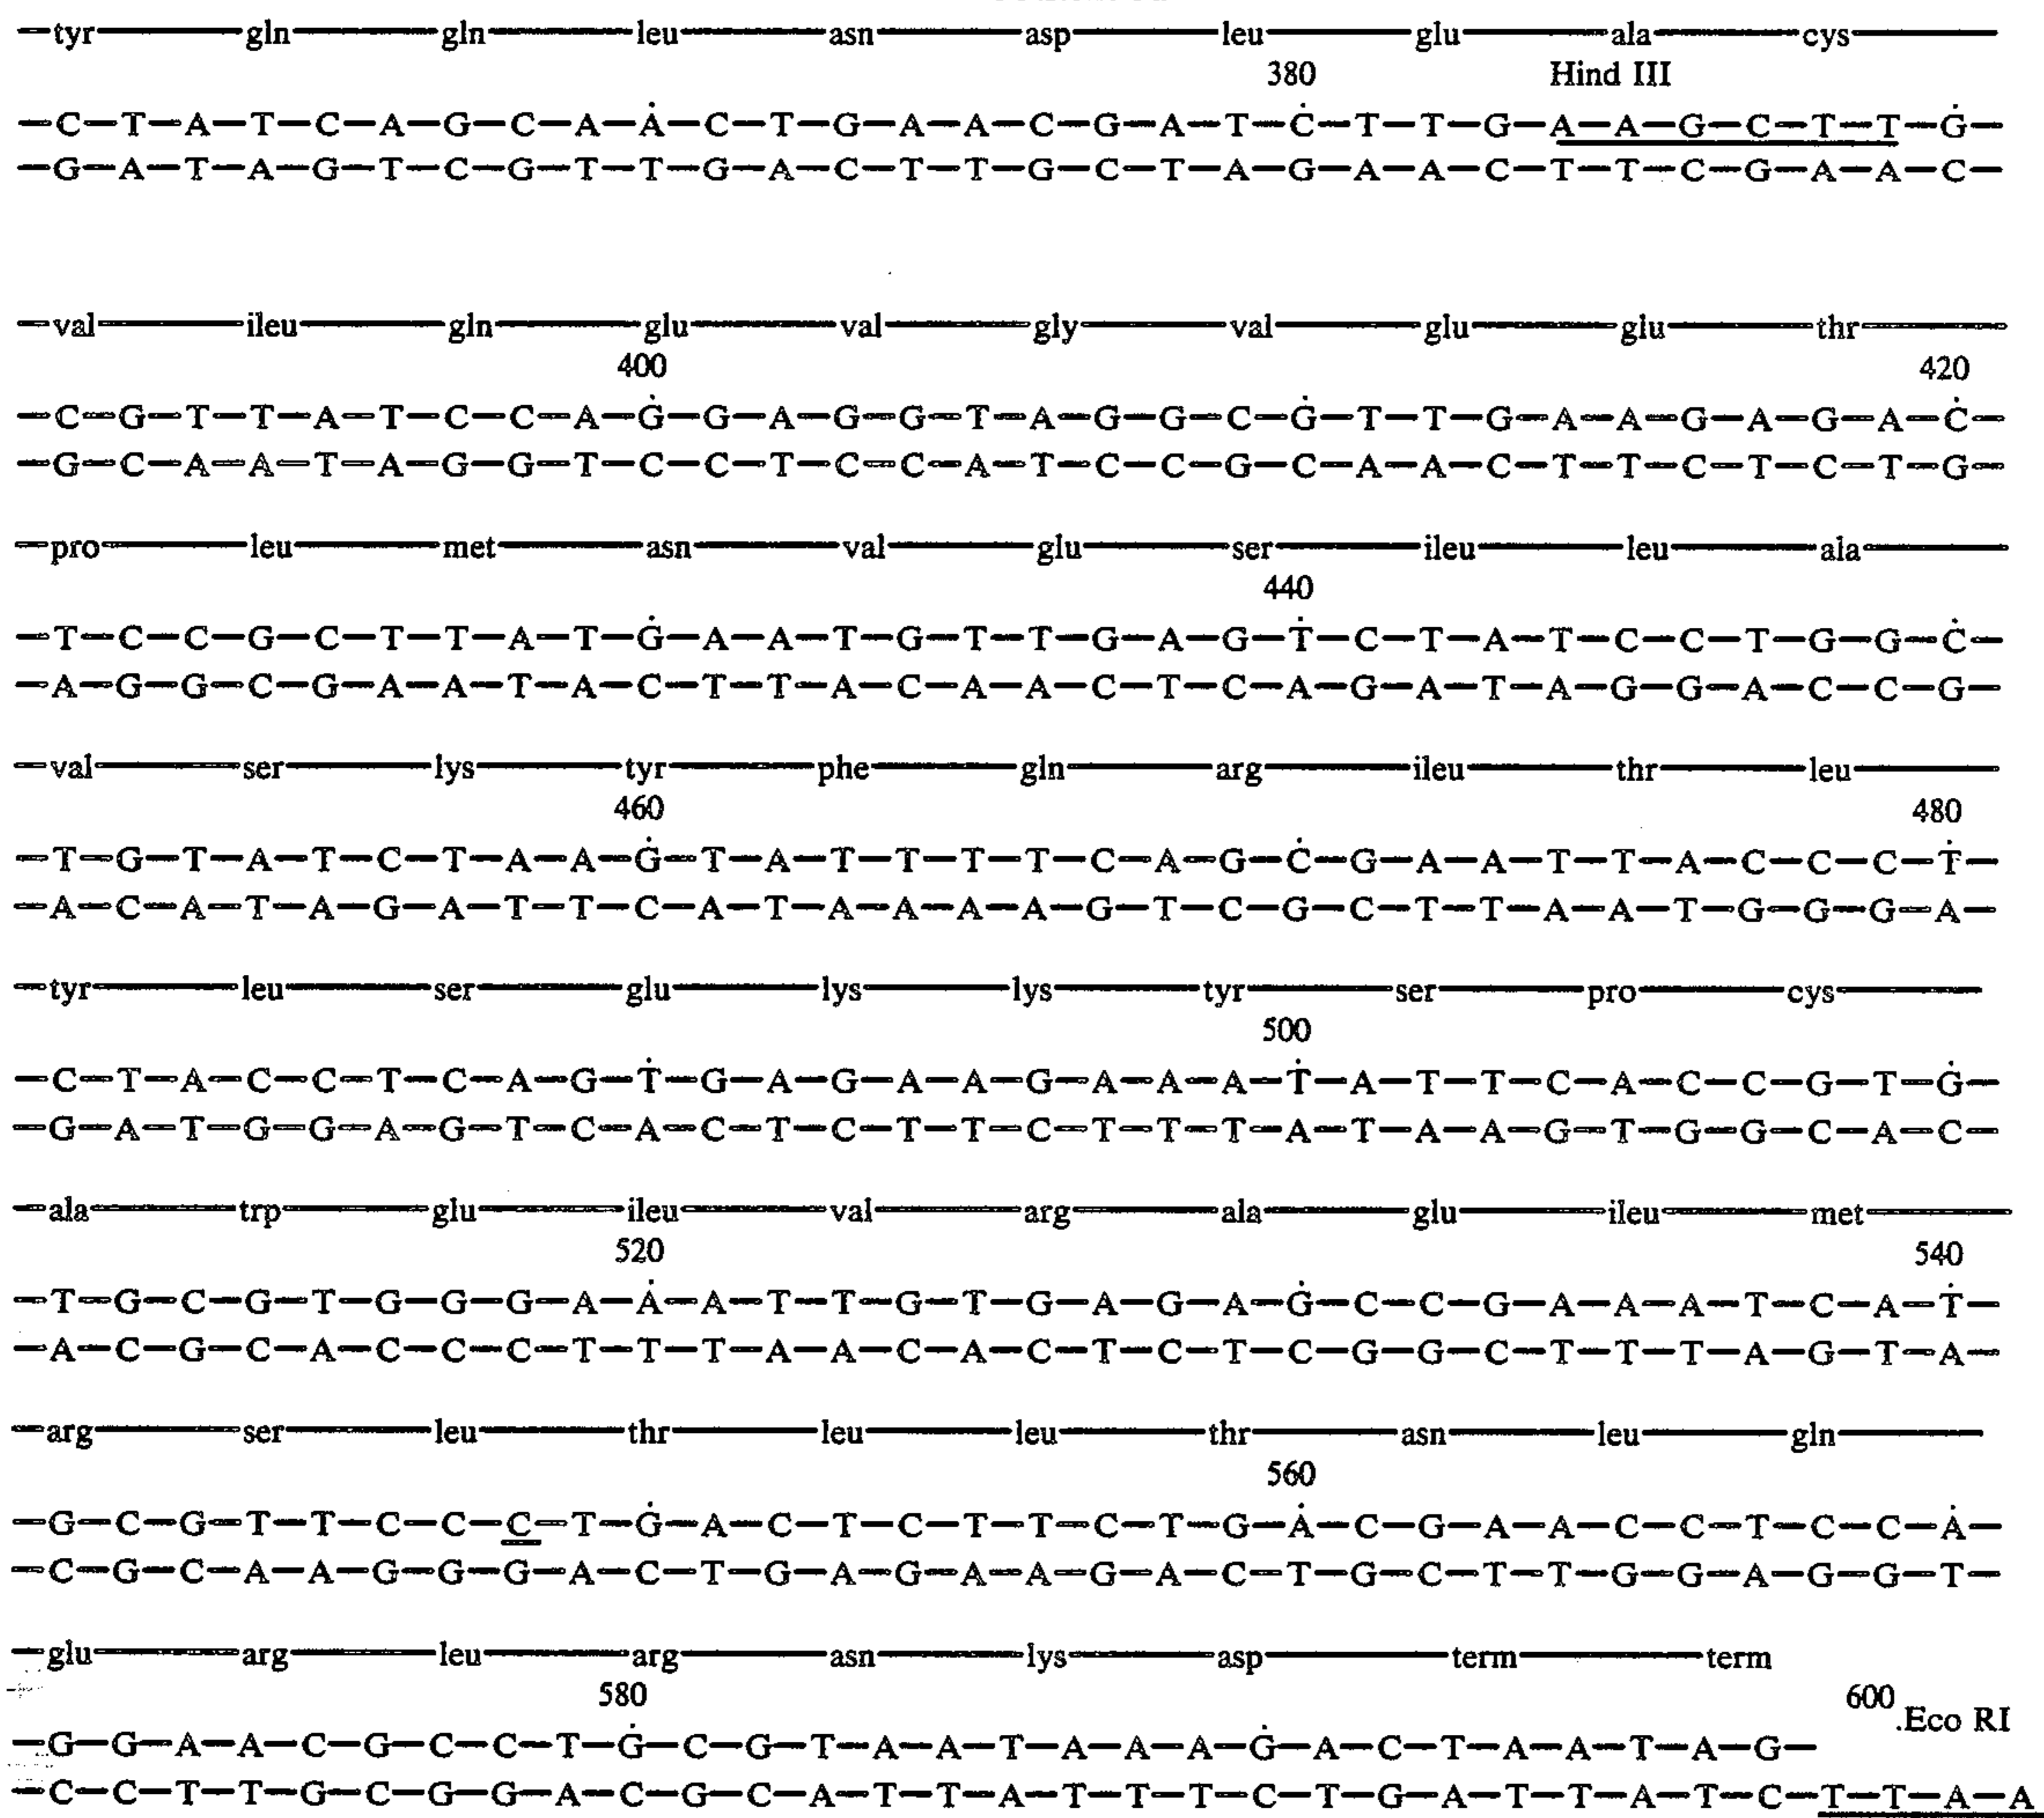 —tyr—gln—gln—leu—asn—asp—leu—glu—ala—cys—
380 Hind III
—C—T—A—T—C—A—G—C—A—A—C—T—G—A—A—C—G—A—T—C—T—T—G—A—A—G—C—T—T—G—
—G—A—T—A—G—T—C—G—T—T—G—A—C—T—T—G—C—T—A—G—A—A—C—T—T—C—G—A—A—C—
—val—ileu—gln—glu—val—gly—val—glu—glu—thr—
400 420
—C—G—T—T—A—T—C—C—A—G—G—A—G—G—T—A—G—G—C—G—T—T—G—A—A—G—A—G—A—C—
—G—C—A—A—T—A—G—G—T—C—C—T—C—C—A—T—C—C—G—C—A—A—C—T—T—C—T—C—T—G—
—pro—leu—met—asn—val—glu—ser—ileu—leu—ala—
440
—T—C—C—G—C—T—T—A—T—G—A—A—T—G—T—T—G—A—G—T—C—T—A—T—C—C—T—G—G—C—
—A—G—G—C—G—A—A—T—A—C—T—T—A—C—A—A—C—T—C—A—G—A—T—A—G—G—A—C—C—G—
—val—ser—lys—tyr—phe—gln—arg—ileu—thr—leu—
460 480
—T—G—T—A—T—C—T—A—A—G—T—A—T—T—T—T—C—A—G—C—G—A—A—T—T—A—C—C—C—T—
—A—C—A—T—A—G—A—T—T—C—A—T—A—A—A—A—G—T—C—G—C—T—T—A—A—T—G—G—G—A—
—tyr—leu—ser—glu—lys—lys—tyr—ser—pro—cys—
500
—C—T—A—C—C—T—C—A—G—T—G—A—G—A—A—G—A—A—A—T—A—T—T—C—A—C—C—G—T—G—
—G—A—T—G—G—A—G—T—C—A—C—T—C—T—T—C—T—T—T—A—T—A—A—G—T—G—G—C—A—C—
—ala—trp—glu—ileu—val—arg—ala—glu—ileu—met—
520 540
—T—G—C—G—T—G—G—G—A—A—A—T—T—G—T—G—A—G—A—G—C—C—G—A—A—A—T—C—A—T—
—A—C—G—C—A—C—C—C—T—T—T—A—A—C—A—C—T—C—T—C—G—G—C—T—T—T—A—G—T—A—
—arg—ser—leu—thr—leu—leu—thr—asn—leu—gln—
560
—G—C—G—T—T—C—C—C—T—G—A—C—T—C—T—T—C—T—G—A—C—G—A—A—C—C—T—C—C—A—
—C—G—C—A—A—G—G—G—A—C—T—G—A—G—A—A—G—A—C—T—G—C—T—T—G—G—A—G—G—T—
—glu—arg—leu—arg—asn—lys—asp—term—term
580 600.Eco RI
—G—G—A—A—C—G—C—C—T—G—C—G—T—A—A—T—A—A—A—G—A—C—T—A—A—T—A—G—
—C—C—T—T—G—C—G—G—A—C—G—C—A—T—T—A—T—T—T—C—T—G—A—T—T—A—T—C—T—T—A—A